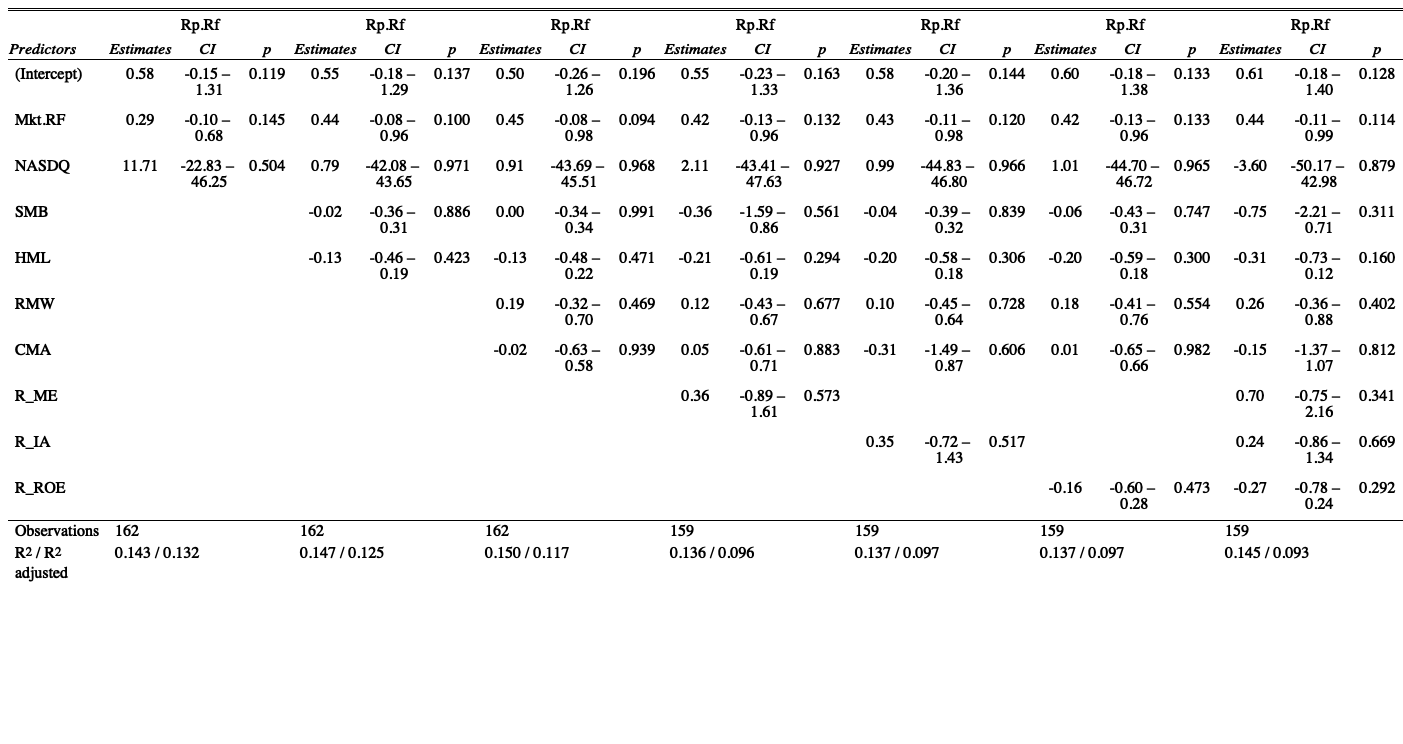 Rp.Rf Rp.Rf Rp.Rf Rp.Rf Rp.Rf Rp.Rf Rp.Rf
Predictors Estimates CI p Estimates CI p Estimates CI p Estimates CI p Estimates CI p Estimates CI p Estimates CI p
(Intercept) 0.58 -0.15 – 0.119 0.55 -0.18 – 0.137 0.50 -0.26 – 0.196 0.55 -0.23 – 0.163 0.58 -0.20 – 0.144 0.60 -0.18 – 0.133 0.61 -0.18 – 0.128
1.31 1.29 1.26 1.33 1.36 1.38 1.40
Mkt.RF 0.29 -0.10 – 0.145 0.44 -0.08 – 0.100 0.45 -0.08 – 0.094 0.42 -0.13 – 0.132 0.43 -0.11 – 0.120 0.42 -0.13 – 0.133 0.44 -0.11 – 0.114
0.68 0.96 0.98 0.96 0.98 0.96 0.99
NASDQ 11.71 -22.83 – 0.504 0.79 -42.08 – 0.971 0.91 -43.69 – 0.968 2.11 -43.41 – 0.927 0.99 -44.83 – 0.966 1.01 -44.70 – 0.965 -3.60 -50.17 – 0.879
46.25 43.65 45.51 47.63 46.80 46.72 42.98
SMB -0.02 -0.36 – 0.886 0.00 -0.34 – 0.991 -0.36 -1.59 – 0.561 -0.04 -0.39 – 0.839 -0.06 -0.43 – 0.747 -0.75 -2.21 – 0.311
0.31 0.34 0.86 0.32 0.31 0.71
HML -0.13 -0.46 – 0.423 -0.13 -0.48 – 0.471 -0.21 -0.61 – 0.294 -0.20 -0.58 – 0.306 -0.20 -0.59 – 0.300 -0.31 -0.73 – 0.160
0.19 0.22 0.19 0.18 0.18 0.12
RMW 0.19 -0.32 – 0.469 0.12 -0.43 – 0.677 0.10 -0.45 – 0.728 0.18 -0.41 – 0.554 0.26 -0.36 – 0.402
0.70 0.67 0.64 0.76 0.88
CMA -0.02 -0.63 – 0.939 0.05 -0.61 – 0.883 -0.31 -1.49 – 0.606 0.01 -0.65 – 0.982 -0.15 -1.37 – 0.812
0.58 0.71 0.87 0.66 1.07
R_ME 0.36 -0.89 – 0.573 0.70 -0.75 – 0.341
1.61 2.16
R_IA 0.35 -0.72 – 0.517 0.24 -0.86 – 0.669
1.43 1.34
R_ROE -0.16 -0.60 – 0.473 -0.27 -0.78 – 0.292
0.28 0.24
Observations 162 162 162 159 159 159 159
R2 / R2 0.143 / 0.132 0.147 / 0.125 0.150 / 0.117 0.136 / 0.096 0.137 / 0.097 0.137 / 0.097 0.145 / 0.093
adjusted